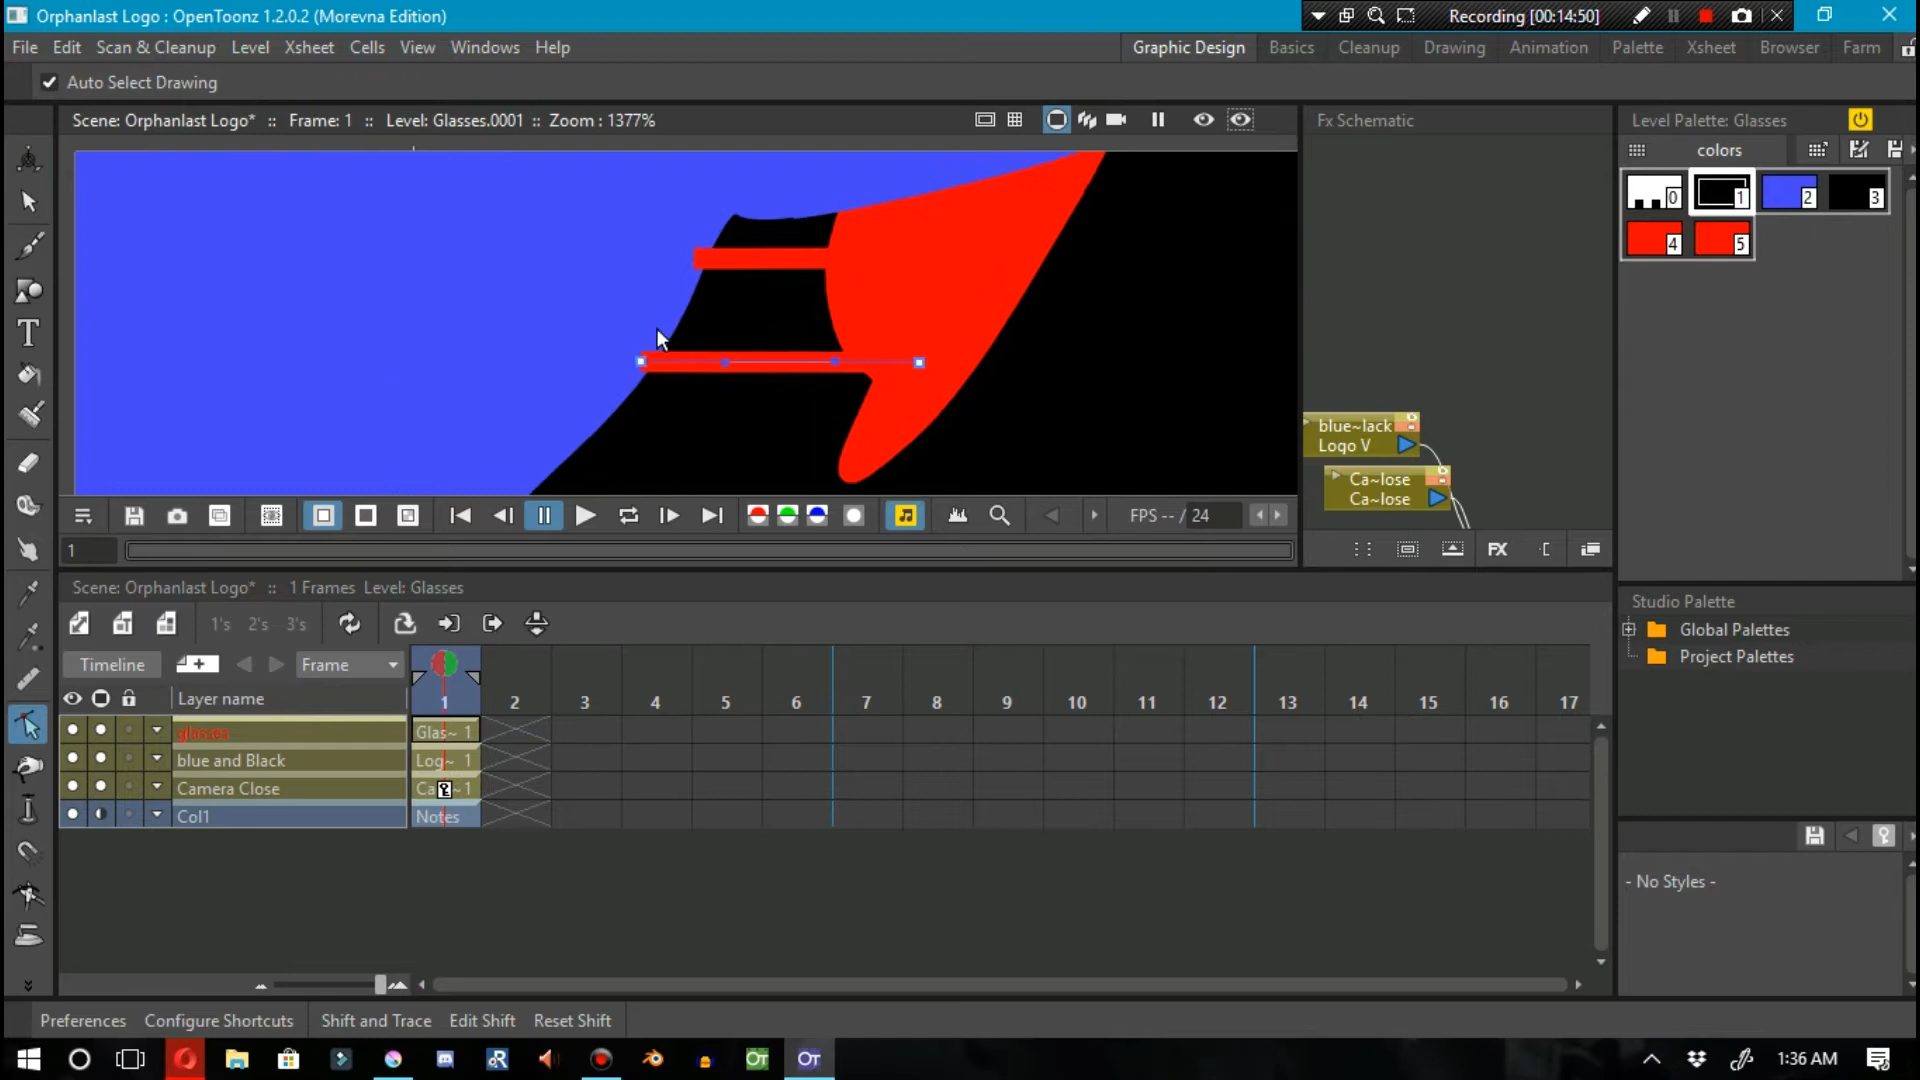 Orphanlast Logo : OpenToonz 1.2.0.2 (Morevna Edition)
Recording [00:14:50]
File Edit Scan & Cleanup Level Xsheet Cells View Windows Help
Graphic Design Basics Cleanup Drawing Animation Palette Xsheet Browser Farm
Auto Select Drawing
Scene: Orphanlast Logo* :: Frame: 1 :: Level: Glasses.0001 :: Zoom : 1377%
Fx Schematic
Level Palette: Glasses
colors
0 1 2 3
4 5
blue~lack
Logo V
Ca~lose
Ca~lose
FPS -- / 24
1
FX
Scene: Orphanlast Logo* :: 1 Frames Level: Glasses
Studio Palette
Global Palettes
Project Palettes
1's 2's 3's
Timeline
Frame
Layer name
1 2 3 4 5 6 7 8 9 10 11 12 13 14 15 16 17
glasses Glas~ 1
blue and Black Log~ 1
Camera Close Ca~1
Col1 Notes
- No Styles -
Preferences Configure Shortcuts Shift and Trace Edit Shift Reset Shift
OT OT
1:36 AM